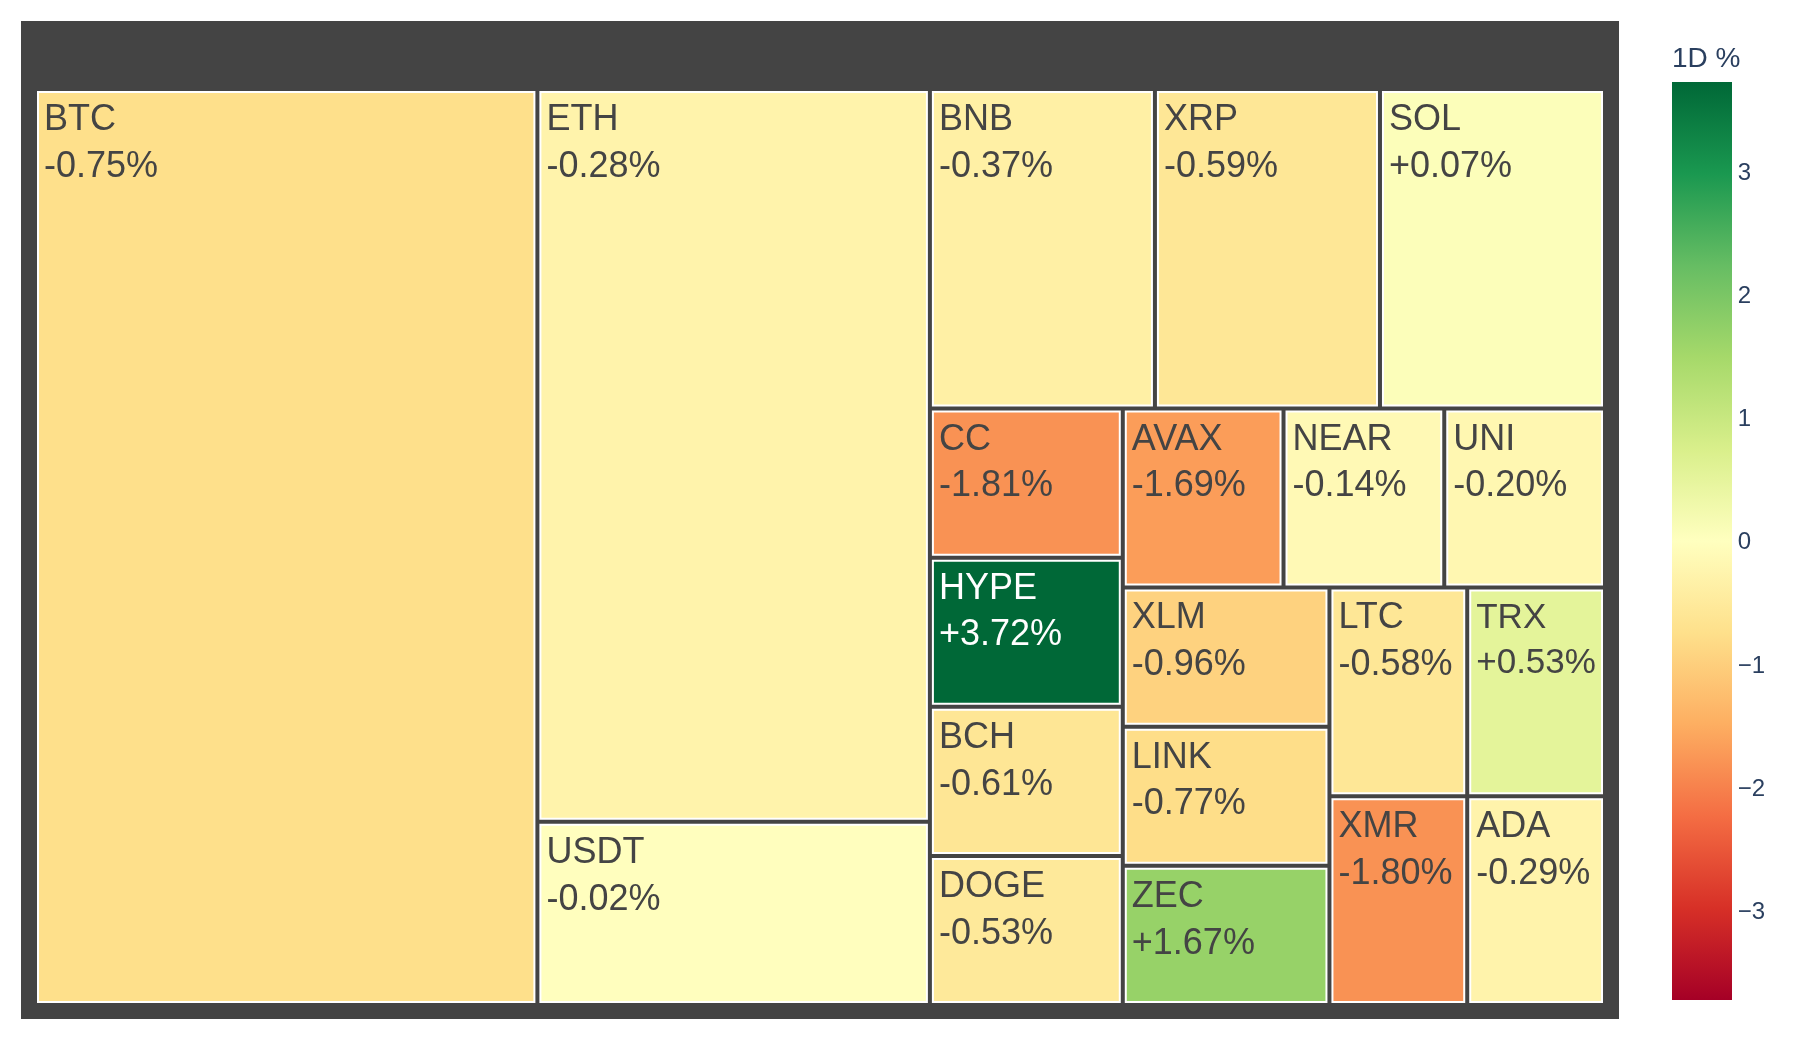 BTC
-0.75%
ETH
-0.28%
USDT
-0.02%
BNB
-0.37%
XRP
-0.59%
SOL
+0.07%
CC
-1.81%
HYPE
+3.72%
BCH
-0.61%
DOGE
-0.53%
AVAX
-1.69%
NEAR
-0.14%
UNI
-0.20%
XLM
-0.96%
LINK
-0.77%
ZEC
+1.67%
LTC
-0.58%
TRX
+0.53%
XMR
-1.80%
ADA
-0.29%
1D %
3
2
1
0
−1
−2
−3